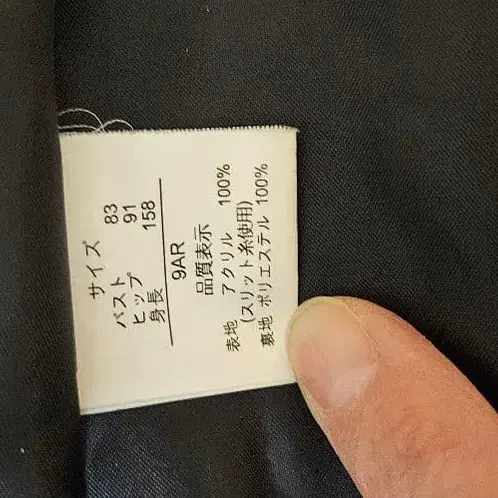 サイズ
バスト 83
ヒップ 91
身長 158
9AR
品質表示
表地 アクリル 100%
(スリット糸使用)
裏地 ポリエステル 100%